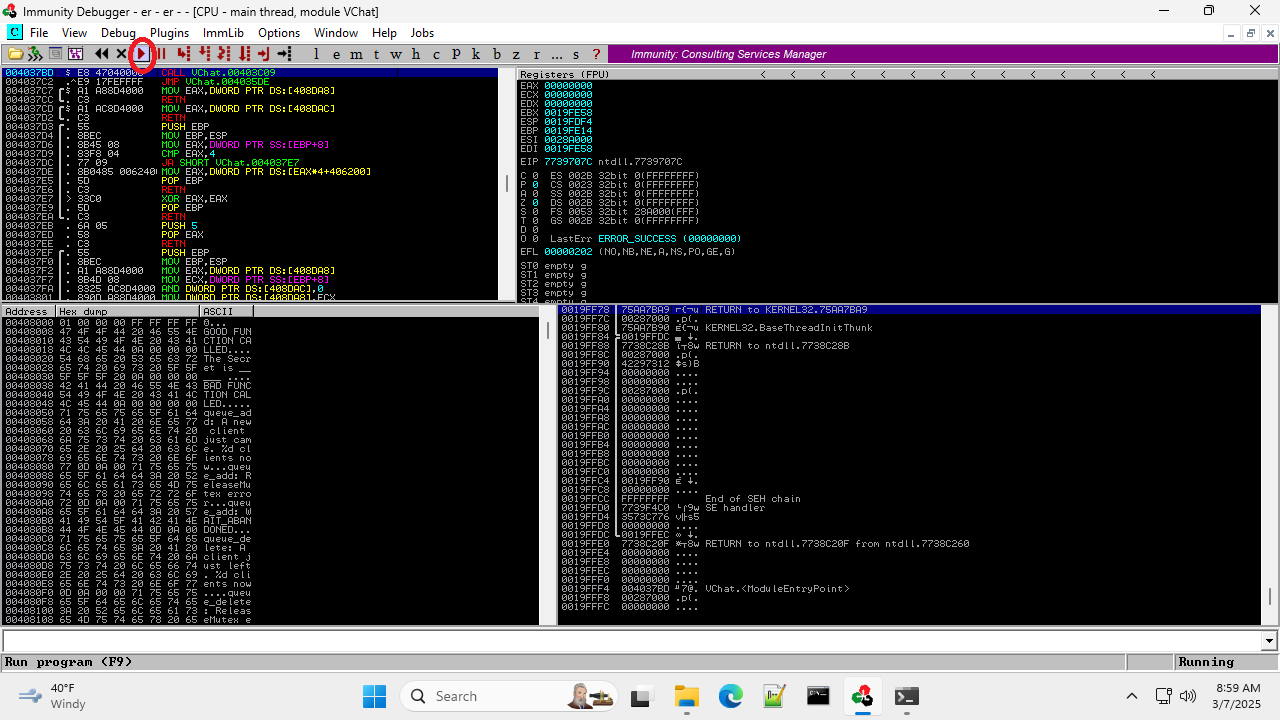 Immunity Debugger - er - er - - [CPU - main thread, module VChat]
C File View Debug Plugins ImmLib Options Window Help Jobs
l e m t w h c p k b z r ... s ? Immunity: Consulting Services Manager
004037BD $ E8 47040000 CALL VChat.00403C09
004037C2 .^E9 17FEFFFF JMP VChat.004035DE
004037C7 $ A1 A88D4000 MOV EAX,DWORD PTR DS:[408DA8]
004037CC . C3 RETN
004037CD $ A1 AC8D4000 MOV EAX,DWORD PTR DS:[408DAC]
004037D2 . C3 RETN
004037D3 . 55 PUSH EBP
004037D4 . 8BEC MOV EBP,ESP
004037D6 . 8B45 08 MOV EAX,DWORD PTR SS:[EBP+8]
004037D9 . 83F8 04 CMP EAX,4
004037DC . 77 09 JA SHORT VChat.004037E7
004037DE . 8B0485 006240 MOV EAX,DWORD PTR DS:[EAX*4+406200]
004037E5 . 5D POP EBP
004037E6 . C3 RETN
004037E7 . 33C0 XOR EAX,EAX
004037E9 . 5D POP EBP
004037EA . C3 RETN
004037EB . 6A 05 PUSH 5
004037ED . 58 POP EAX
004037EE . C3 RETN
004037EF . 55 PUSH EBP
004037F0 . 8BEC MOV EBP,ESP
004037F2 . A1 A88D4000 MOV EAX,DWORD PTR DS:[408DA8]
004037F7 . 8B4D 08 MOV ECX,DWORD PTR SS:[EBP+8]
004037FA . 8325 AC8D4000 AND DWORD PTR DS:[408DAC],0
00403801 . 890D A88D4000 MOV DWORD PTR DS:[408DA8],ECX
Registers (FPU) < < < < < < < < < < <
EAX 00000000
ECX 00000000
EDX 00000000
EBX 0019FE58
ESP 0019FDF4
EBP 0019FE14
ESI 0028A000
EDI 0019FE58
EIP 7739707C ntdll.7739707C
C 0 ES 002B 32bit 0(FFFFFFFF)
P 0 CS 0023 32bit 0(FFFFFFFF)
A 0 SS 002B 32bit 0(FFFFFFFF)
Z 0 DS 002B 32bit 0(FFFFFFFF)
S 0 FS 0053 32bit 28A000(FFF)
T 0 GS 002B 32bit 0(FFFFFFFF)
D 0
O 0 LastErr ERROR_SUCCESS (00000000)
EFL 00000202 (NO,NB,NE,A,NS,PO,GE,G)
ST0 empty g
ST1 empty g
ST2 empty g
ST3 empty g
ST4 empty g
Address Hex dump ASCII
00408000 01 00 00 00 FF FF FF FF 0...
00408008 47 4F 4F 44 20 46 55 4E GOOD FUN
00408010 43 54 49 4F 4E 20 43 41 CTION CA
00408018 4C 4C 45 44 0A 00 00 00 LLED....
00408020 54 68 65 20 53 65 63 72 The Secr
00408028 65 74 20 69 73 20 5F 5F et is __
00408030 5F 5F 5F 20 0A 00 00 00 ___ ....
00408038 42 41 44 20 46 55 4E 43 BAD FUNC
00408040 54 49 4F 4E 20 43 41 4C TION CAL
00408048 4C 45 44 0A 00 00 00 00 LED.....
00408050 71 75 65 75 65 5F 61 64 queue_ad
00408058 64 3A 20 41 20 6E 65 77 d: A new
00408060 20 63 6C 69 65 6E 74 20 client
00408068 6A 75 73 74 20 63 61 6D just cam
00408070 65 2E 20 25 64 20 63 6C e. %d cl
00408078 69 65 6E 74 73 20 6E 6F ients no
00408080 77 0D 0A 00 71 75 65 75 w...queu
00408088 65 5F 61 64 64 3A 20 52 e_add: R
00408090 65 6C 65 61 73 65 4D 75 eleaseMu
00408098 74 65 78 20 65 72 72 6F tex erro
004080A0 72 0D 0A 00 71 75 65 75 r...queu
004080A8 65 5F 61 64 64 3A 20 57 e_add: W
004080B0 41 49 54 5F 41 42 41 4E AIT_ABAN
004080B8 44 4F 4E 45 44 0D 0A 00 DONED...
004080C0 71 75 65 75 65 5F 64 65 queue_de
004080C8 6C 65 74 65 3A 20 41 20 lete: A
004080D0 63 6C 69 65 6E 74 20 6A client j
004080D8 75 73 74 20 6C 65 66 74 ust left
004080E0 2E 20 25 64 20 63 6C 69 . %d cli
004080E8 65 6E 74 73 20 6E 6F 77 ents now
004080F0 0D 0A 00 00 71 75 65 75 ....queu
004080F8 65 5F 64 65 6C 65 74 65 e_delete
00408100 3A 20 52 65 6C 65 61 73 : Releas
00408108 65 4D 75 74 65 78 20 65 eMutex e
0019FF78 75AA7BA9 RETURN to KERNEL32.75AA7BA9
0019FF7C 00287000 .p(.
0019FF80 75AA7B90 KERNEL32.BaseThreadInitThunk
0019FF84 0019FFDC
0019FF88 7738C28B RETURN to ntdll.7738C28B
0019FF8C 00287000 .p(.
0019FF90 42297312 s)B
0019FF94 00000000 ....
0019FF98 00000000 ....
0019FF9C 00287000 .p(.
0019FFA0 00000000 ....
0019FFA4 00000000 ....
0019FFA8 00000000 ....
0019FFAC 00000000 ....
0019FFB0 00000000 ....
0019FFB4 00000000 ....
0019FFB8 00000000 ....
0019FFBC 00000000 ....
0019FFC0 00000000 ....
0019FFC4 0019FF90
0019FFC8 00000000 ....
0019FFCC FFFFFFFF End of SEH chain
0019FFD0 7739F4C0 SE handler
0019FFD4 3573C776
0019FFD8 00000000 ....
0019FFDC 0019FFEC
0019FFE0 7738C20F RETURN to ntdll.7738C20F from ntdll.7738C260
0019FFE4 00000000 ....
0019FFE8 00000000 ....
0019FFEC 00000000 ....
0019FFF0 00000000 ....
0019FFF4 004037BD VChat.<ModuleEntryPoint>
0019FFF8 00287000 .p(.
0019FFFC 00000000 ....
Run program (F9) Running
40°F
Windy
Search
8:59 AM
3/7/2025